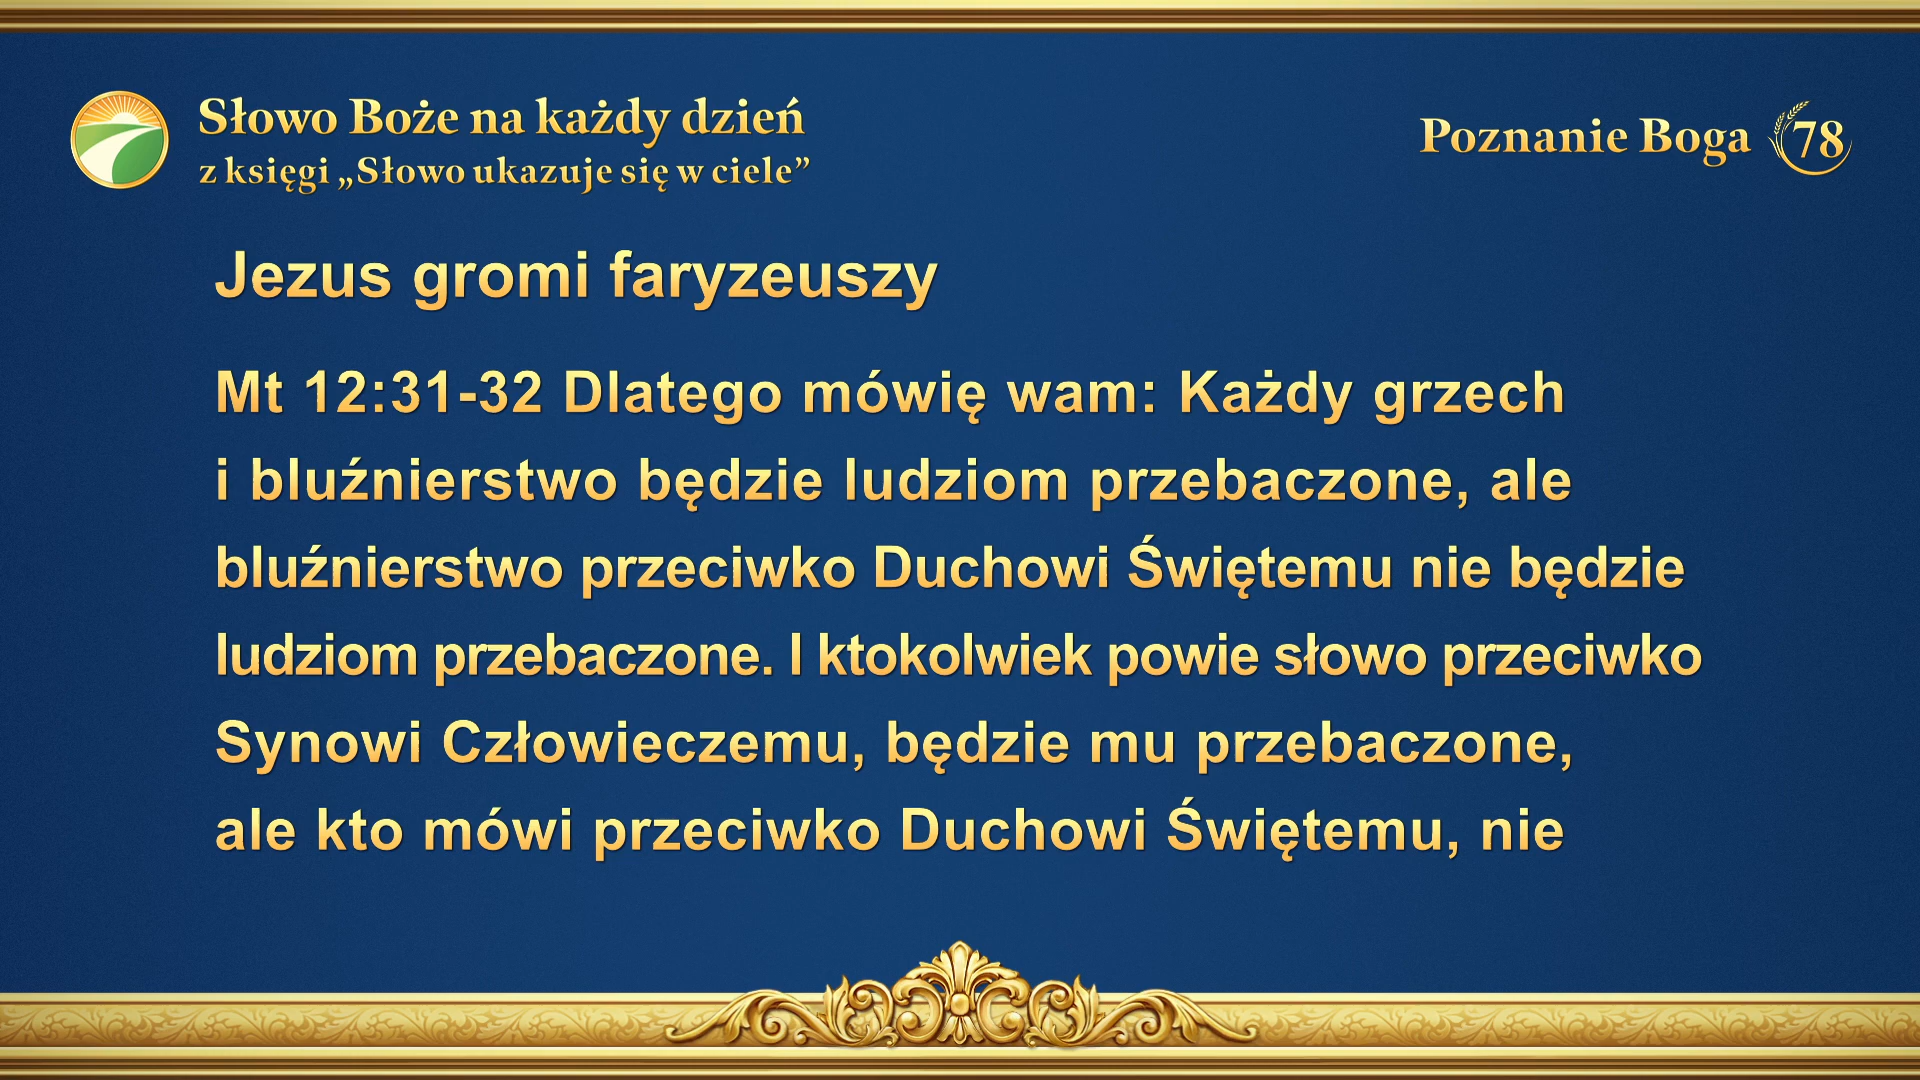 Słowo Boże na każdy dzień
z księgi „Słowo ukazuje się w ciele”
Poznanie Boga 78
Jezus gromi faryzeuszy
Mt 12:31-32 Dlatego mówię wam: Każdy grzech
i bluźnierstwo będzie ludziom przebaczone, ale
bluźnierstwo przeciwko Duchowi Świętemu nie będzie
ludziom przebaczone. I ktokolwiek powie słowo przeciwko
Synowi Człowieczemu, będzie mu przebaczone,
ale kto mówi przeciwko Duchowi Świętemu, nie